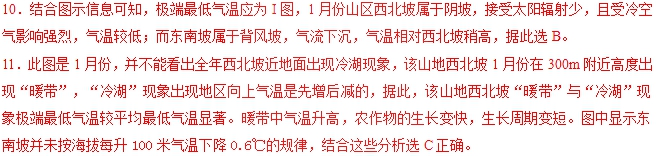 10．结合图示信息可知，极端最低气温应为 I 图，1 月份山区西北坡属于阴坡，接受太阳辐射少，且受冷空
气影响强烈，气温较低；而东南坡属于背风坡，气流下沉，气温相对西北坡稍高，据此选 B。
11．此图是 1 月份，并不能看出全年西北坡近地面出现冷湖现象，该山地西北坡 1 月份在 300m 附近高度出
现“暖带”，“冷湖”现象出现地区向上气温是先增后减的，据此，该山地西北坡“暖带”与“冷湖”现
象极端最低气温较平均最低气温显著。暖带中气温升高，农作物的生长变快，生长周期变短。图中显示东
南坡并未按海拔每升 100 米气温下降 0.6℃的规律，结合这些分析选 C 正确。